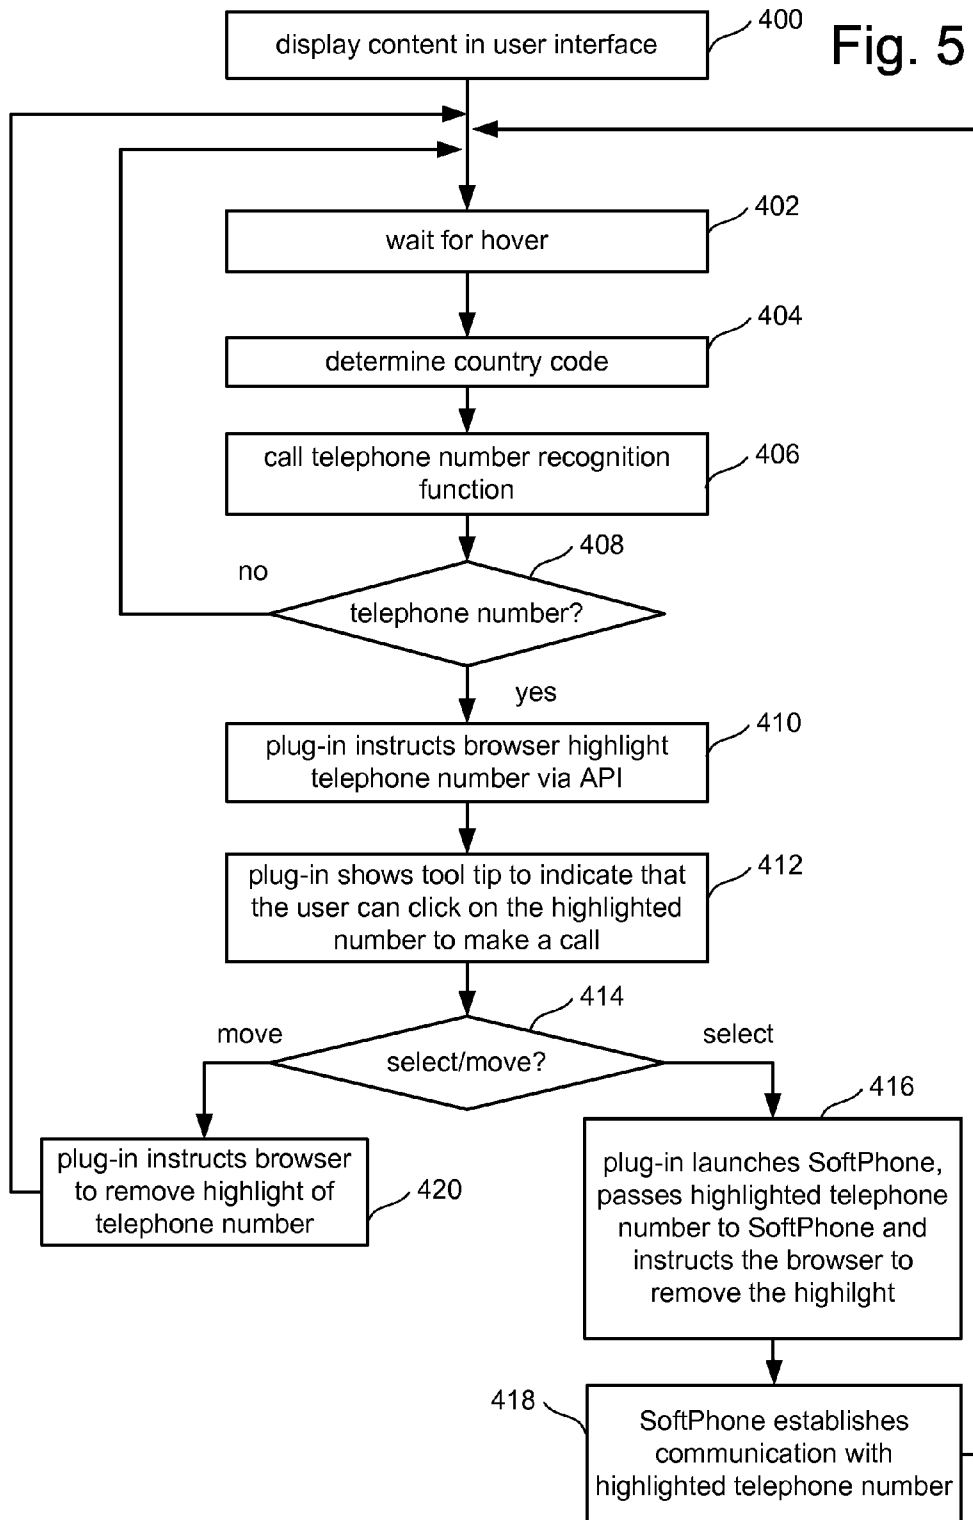 Fig. 5
400
display content in user interface
402
wait for hover
404
determine country code
406
call telephone number recognition
function
408
no
telephone number?
yes
410
plug-in instructs browser highlight
telephone number via API
412
plug-in shows tool tip to indicate that
the user can click on the highlighted
number to make a call
414
move
select
select/move?
416
plug-in launches SoftPhone,
passes highlighted telephone
number to SoftPhone and
instructs the browser to
remove the highilght
plug-in instructs browser
to remove highlight of
telephone number
420
418
SoftPhone establishes
communication with
highlighted telephone number